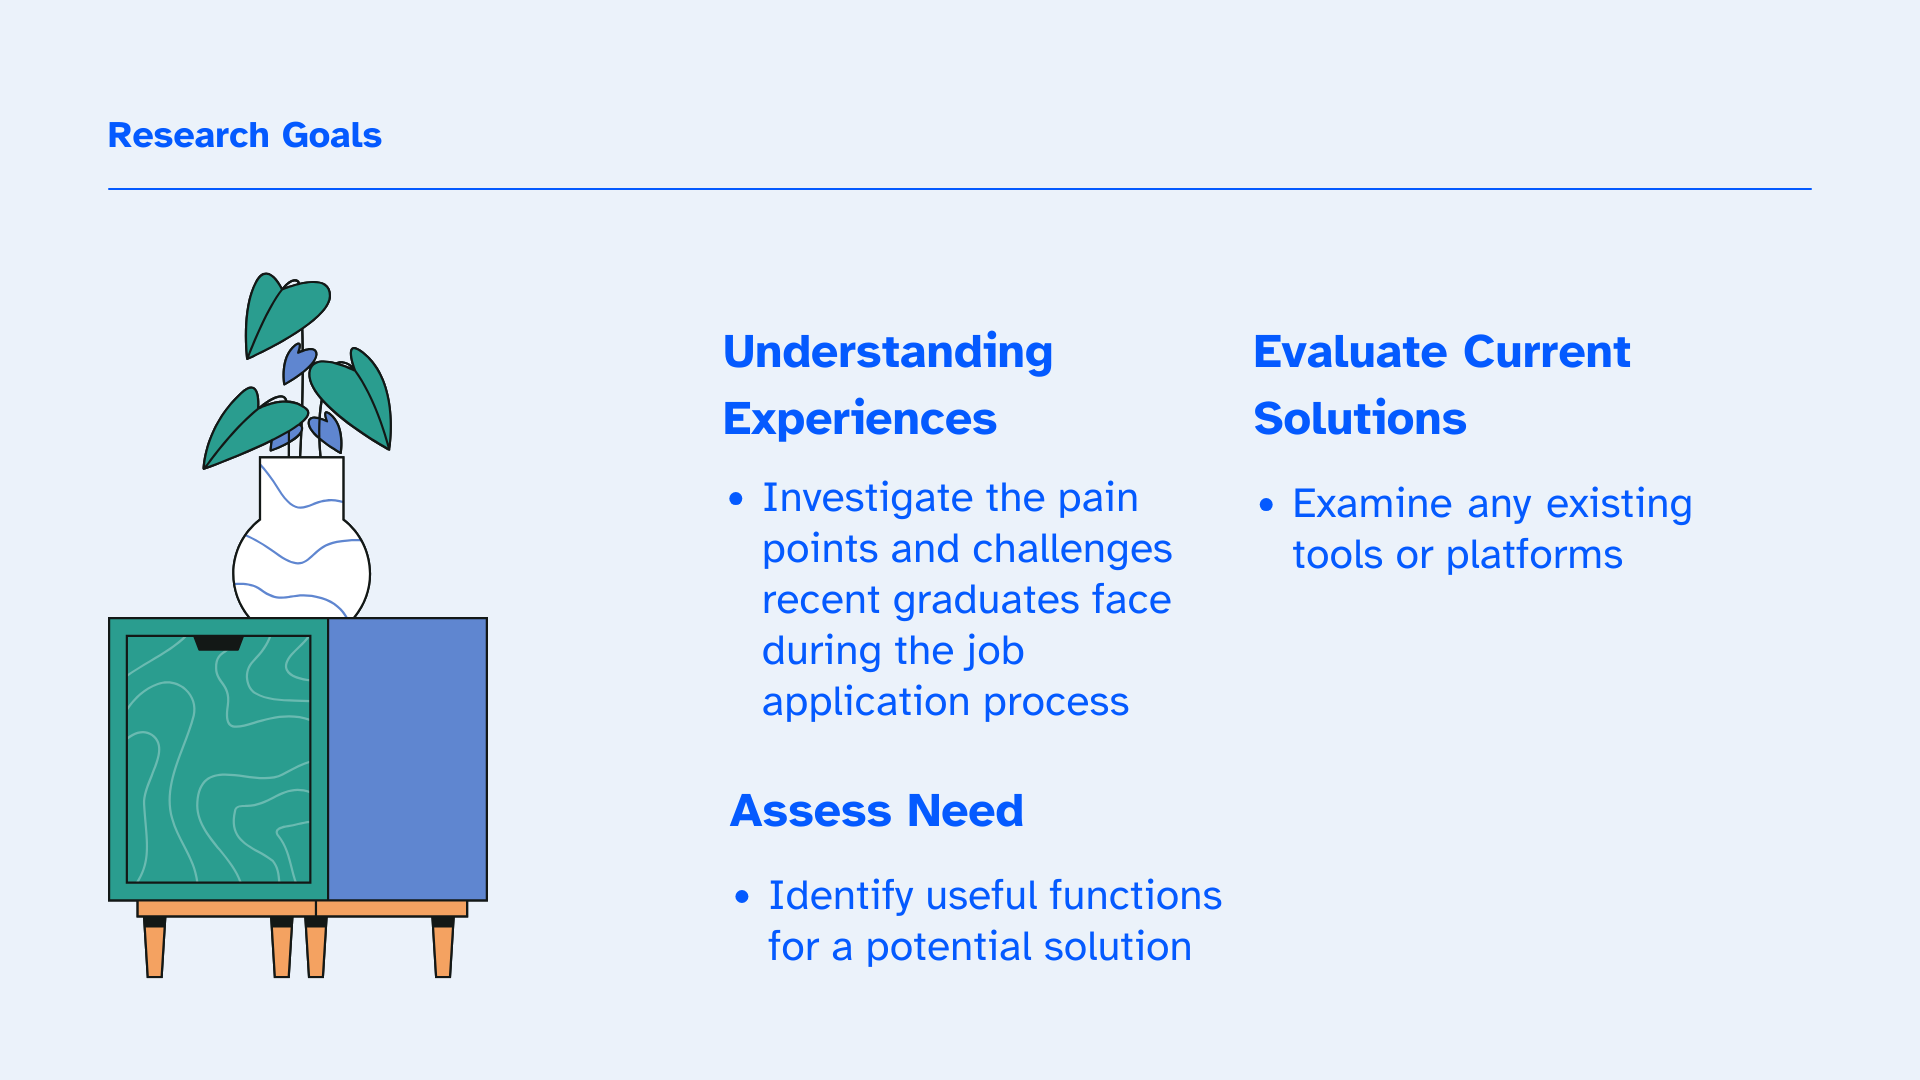 Research Goals
Understanding
Experiences
• Investigate the pain
points and challenges
recent graduates face
during the job
application process
Evaluate Current
Solutions
• Examine any existing
tools or platforms
Assess Need
• Identify useful functions
for a potential solution